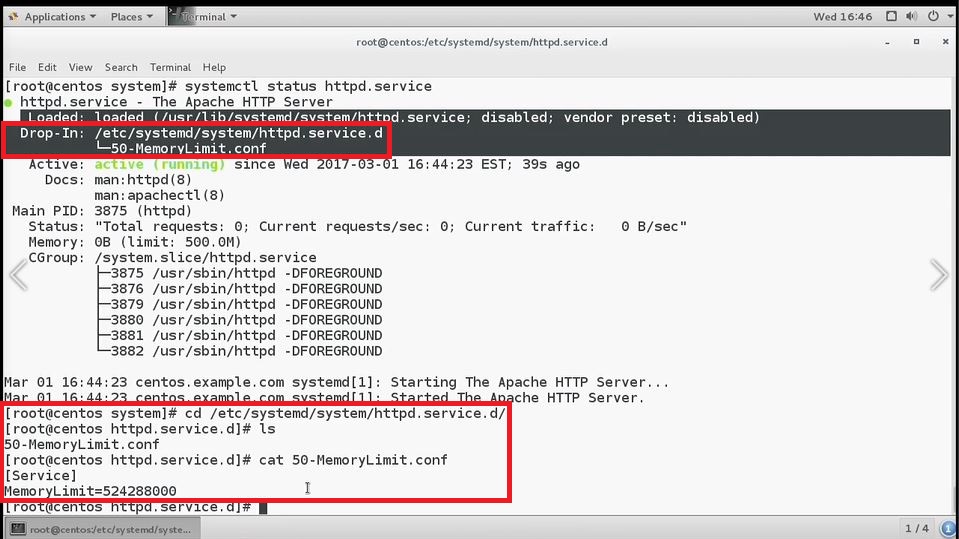 Applications Places Terminal Wed 16:46
root@centos:/etc/systemd/system/httpd.service.d
File Edit View Search Terminal Help
[root@centos system]# systemctl status httpd.service
● httpd.service - The Apache HTTP Server
Loaded: loaded (/usr/lib/systemd/system/httpd.service; disabled; vendor preset: disabled)
Drop-In: /etc/systemd/system/httpd.service.d
└─50-MemoryLimit.conf
Active: active (running) since Wed 2017-03-01 16:44:23 EST; 39s ago
Docs: man:httpd(8)
man:apachectl(8)
Main PID: 3875 (httpd)
Status: "Total requests: 0; Current requests/sec: 0; Current traffic:   0 B/sec"
Memory: 0B (limit: 500.0M)
CGroup: /system.slice/httpd.service
├─3875 /usr/sbin/httpd -DFOREGROUND
├─3876 /usr/sbin/httpd -DFOREGROUND
├─3879 /usr/sbin/httpd -DFOREGROUND
├─3880 /usr/sbin/httpd -DFOREGROUND
├─3881 /usr/sbin/httpd -DFOREGROUND
└─3882 /usr/sbin/httpd -DFOREGROUND
Mar 01 16:44:23 centos.example.com systemd[1]: Starting The Apache HTTP Server...
Mar 01 16:44:23 centos.example.com systemd[1]: Started The Apache HTTP Server.
[root@centos system]# cd /etc/systemd/system/httpd.service.d/
[root@centos httpd.service.d]# ls
50-MemoryLimit.conf
[root@centos httpd.service.d]# cat 50-MemoryLimit.conf
[Service]
MemoryLimit=524288000
[root@centos httpd.service.d]#
root@centos:/etc/systemd/syste... 1 / 4 1